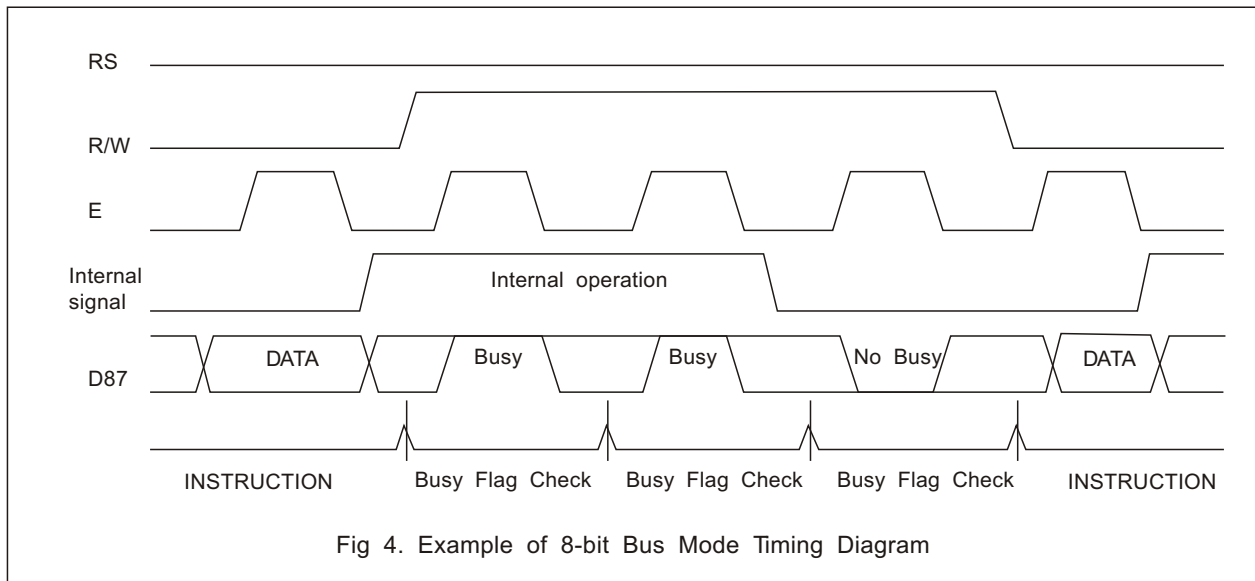 RS
R/W
E
Internal
signal
Internal operation
D87
DATA
Busy
Busy
No Busy
DATA
INSTRUCTION
Busy Flag Check
Busy Flag Check
Busy Flag Check
INSTRUCTION
Fig 4. Example of 8-bit Bus Mode Timing Diagram